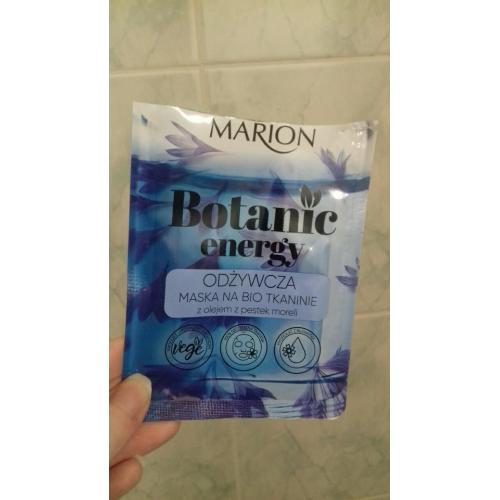 MARION
Botanic
energy
ODŻYWCZA
MASKA NA BIO TKANINIE
z olejem z pestek moreli
vege